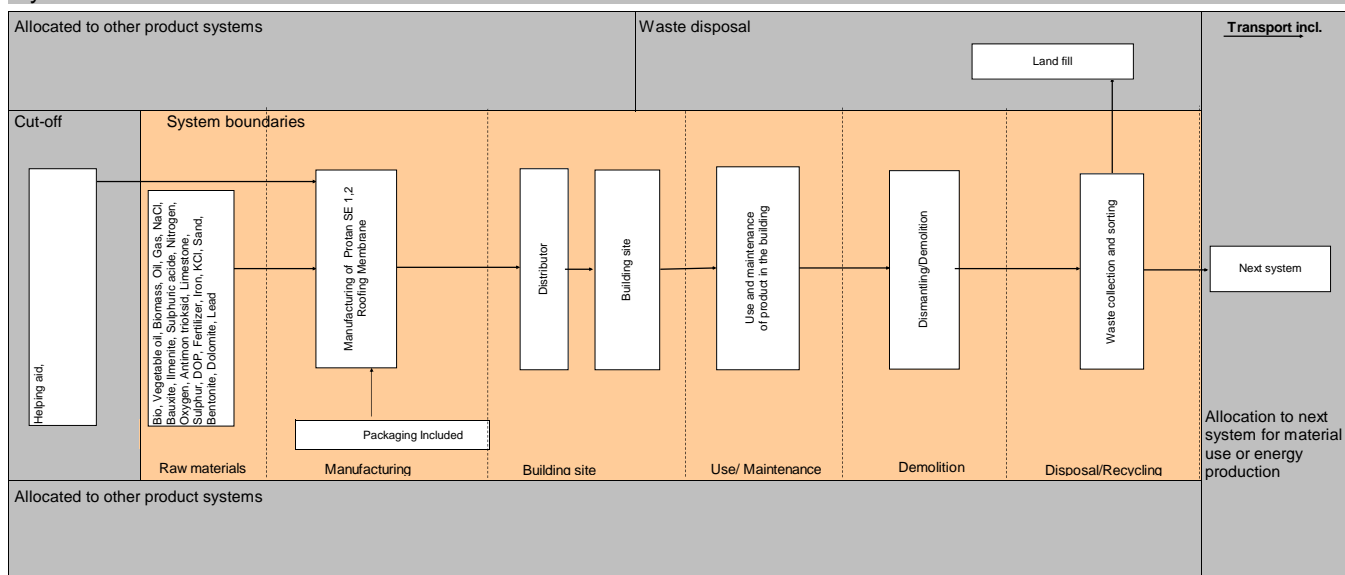 Allocated to other product systems
Waste disposal
Transport incl.
Land fill
Cut-off
System boundaries
Helping aid,
Bio, Vegetable oil, Biomass, Oil, Gas, NaCl,
Bauxite, Ilmenite, Sulphuric acide, Nitrogen,
Oxygen, Antimon trioksid, Limestone,
Sulphur, DOP, Fertilizer, Iron, KCl, Sand,
Bentonite, Dolomite, Lead
Manufacturing of Protan SE 1,2
Roofing Membrane
Distributor
Building site
Use and maintenance
of product in the building
Dismantling/Demolition
Waste collection and sorting
Next system
Packaging Included
Raw materials
Manufacturing
Building site
Use/ Maintenance
Demolition
Disposal/Recycling
Allocation to next
system for material
use or energy
production
Allocated to other product systems